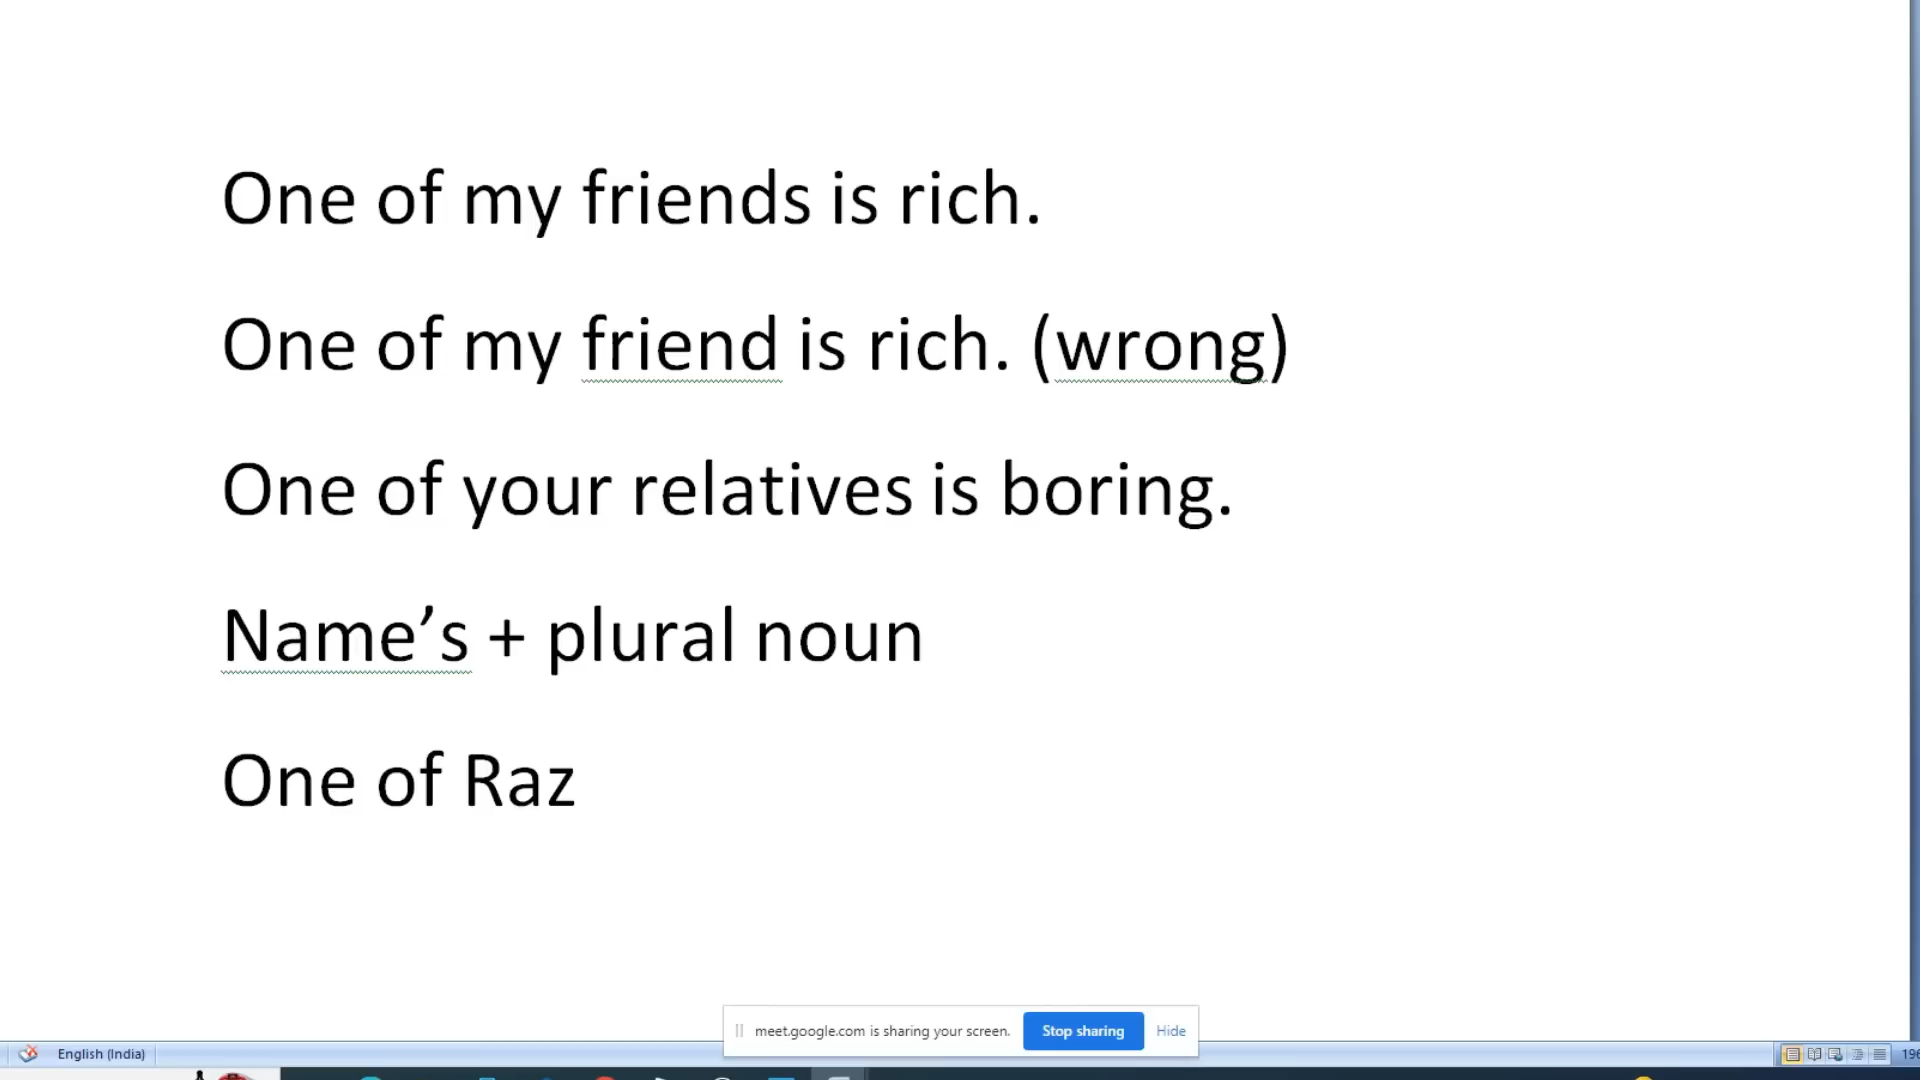 One of my friends is rich.
One of my friend is rich. (wrong)
One of your relatives is boring.
Name’s + plural noun
One of Raz
meet.google.com is sharing your screen. Stop sharing Hide
English (India)